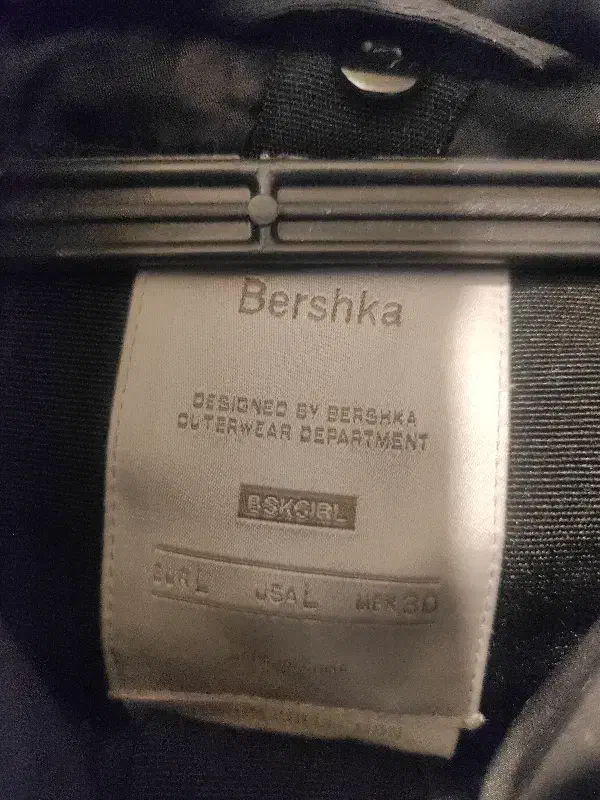 Bershka
DESIGNED BY BERSHKA
OUTERWEAR DEPARTMENT
BSKGIRL
EUR L USA L MEX 30